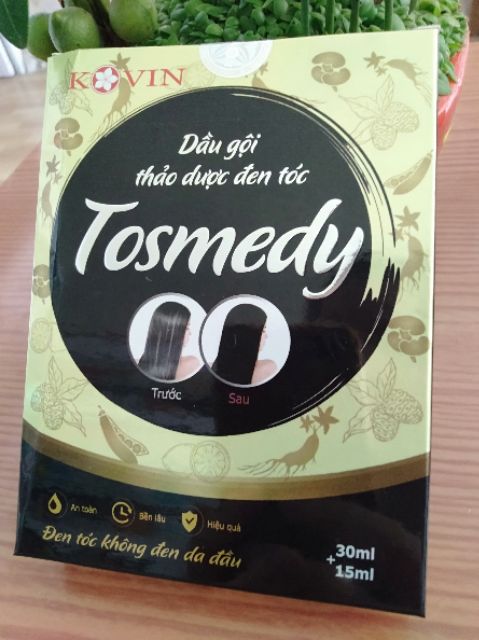 KOVIN
Dầu gội
thảo dược đen tóc
Tosmedy
Trước
Sau
An toàn
Bền lâu
Hiệu quả
Đen tóc không đen da đầu
30ml
+15ml